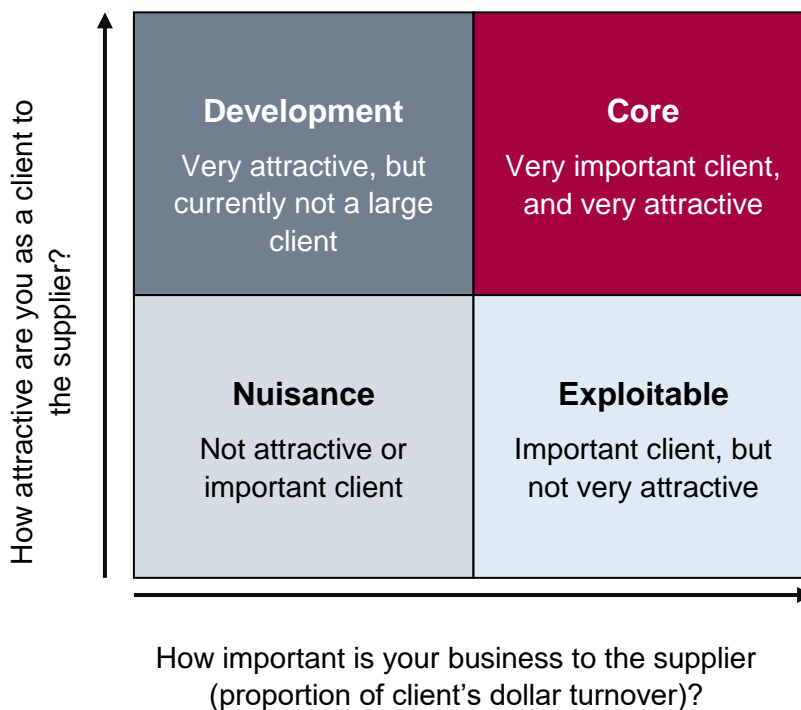 How attractive are you as a client to
the supplier?
Development
Very attractive, but
currently not a large
client
Core
Very important client,
and very attractive
Nuisance
Not attractive or
important client
Exploitable
Important client, but
not very attractive
How important is your business to the supplier
(proportion of client’s dollar turnover)?